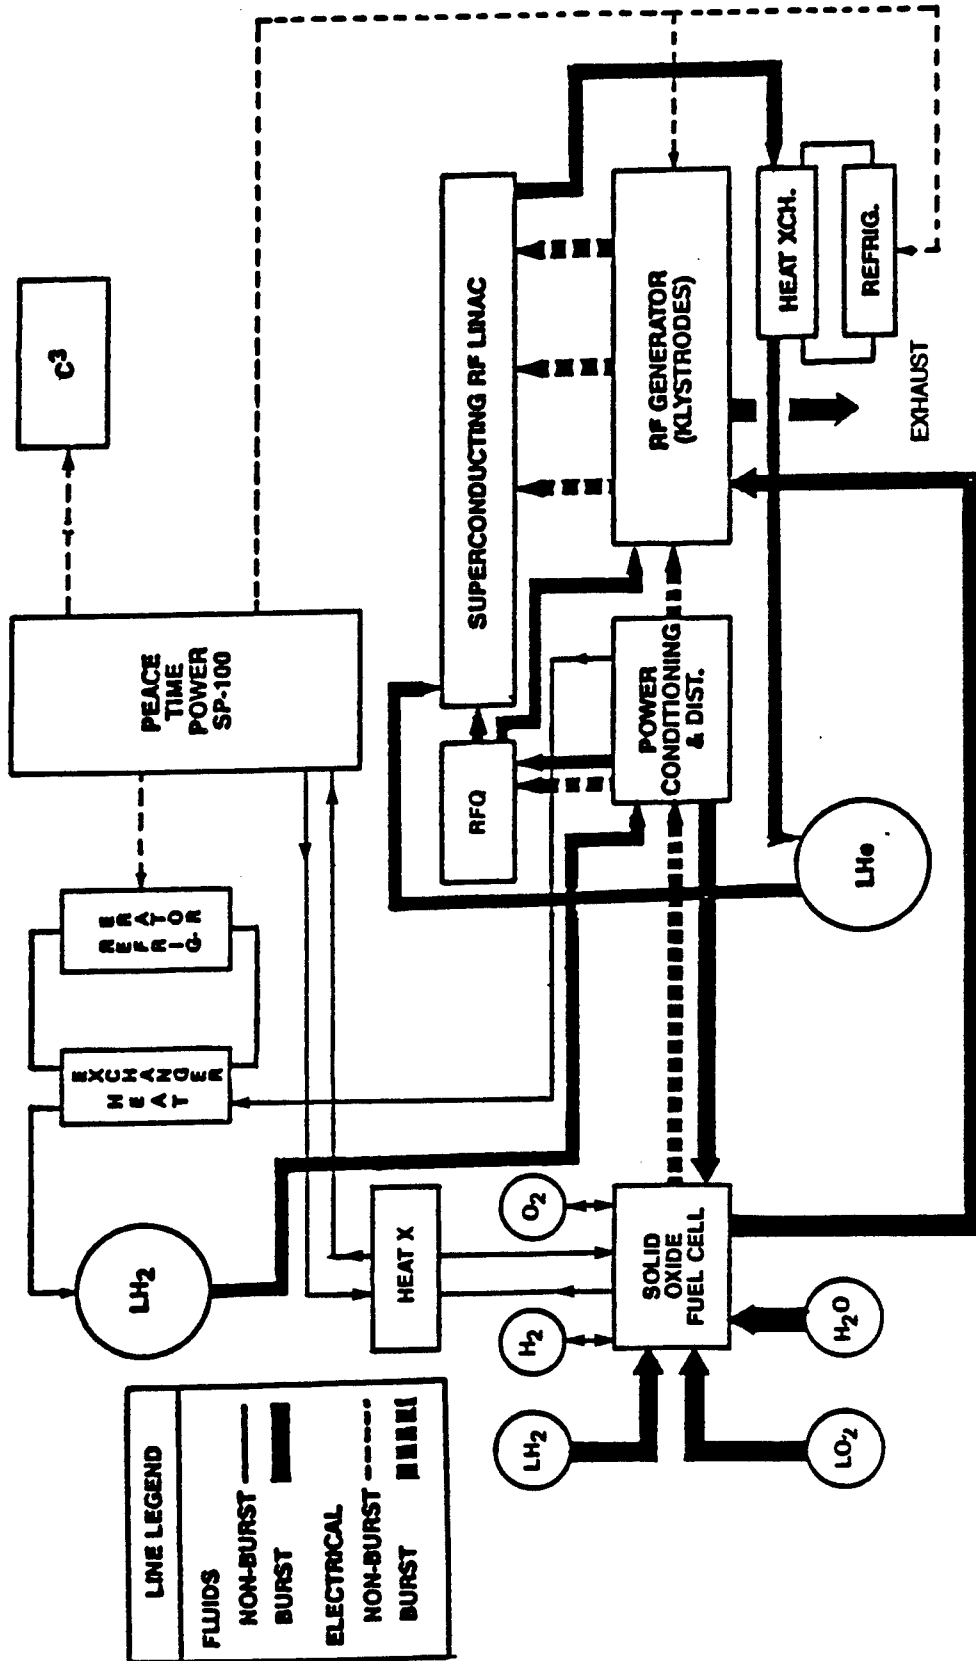 LINE LEGEND
FLUIDS
NON-BURST
BURST
ELECTRICAL
NON-BURST
BURST
LH2
HEAT
EXCHANGER
REFRIG-
ERATOR
PEACE
TIME
POWER
SP-100
C3
HEAT X
LH2
LO2
H2
O2
H2O
SOLID
OXIDE
FUEL CELL
RFQ
SUPERCONDUCTING RF LINAC
POWER
CONDITIONING
& DIST.
RF GENERATOR
(KLYSTRODES)
LHe
HEAT XCH.
REFRIG.
EXHAUST